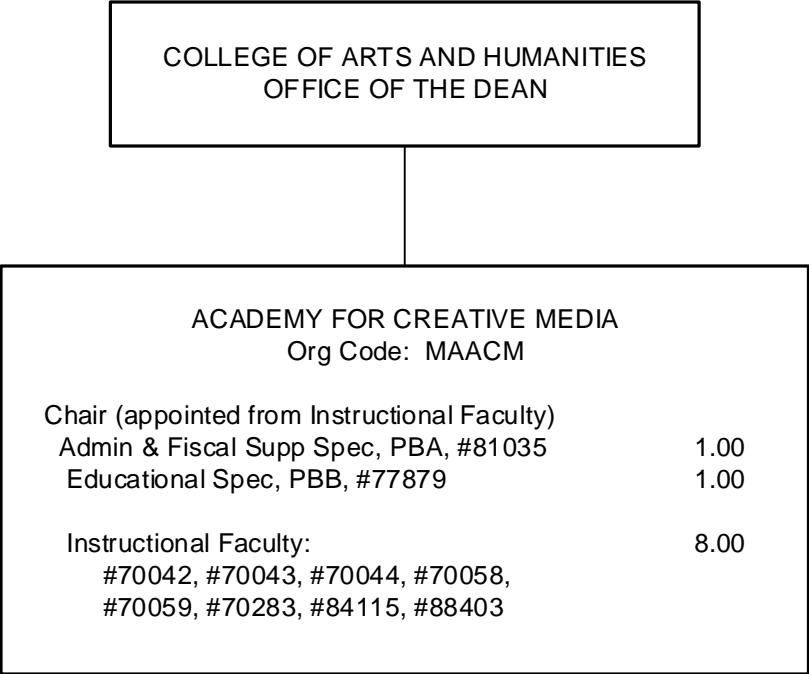 COLLEGE OF ARTS AND HUMANITIES
OFFICE OF THE DEAN
ACADEMY FOR CREATIVE MEDIA
Org Code: MAACM
Chair (appointed from Instructional Faculty)
Admin & Fiscal Supp Spec, PBA, #81035 1.00
Educational Spec, PBB, #77879 1.00
Instructional Faculty: 8.00
#70042, #70043, #70044, #70058,
#70059, #70283, #84115, #88403